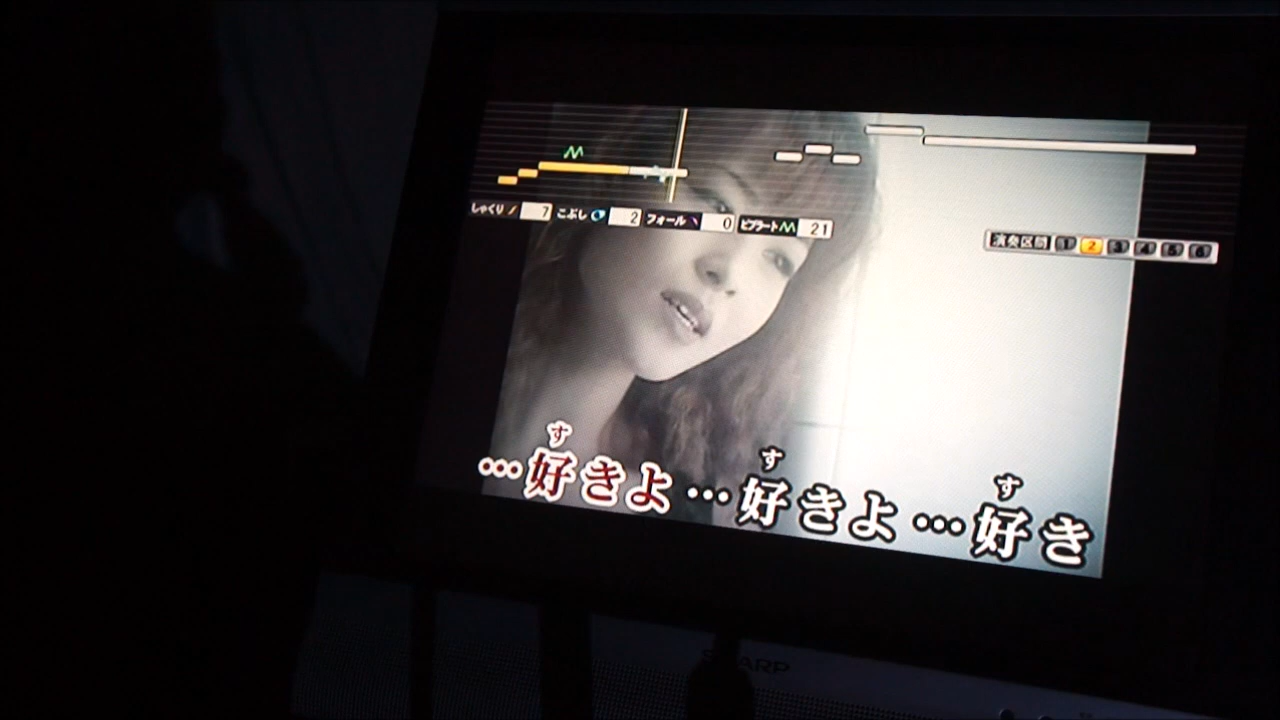 しゃくり 7 こぶし 2 フォール 0 ビブラート 21
演奏区間 1 2 3 4 5 6
す す す
…好きよ…好きよ…好き
SHARP